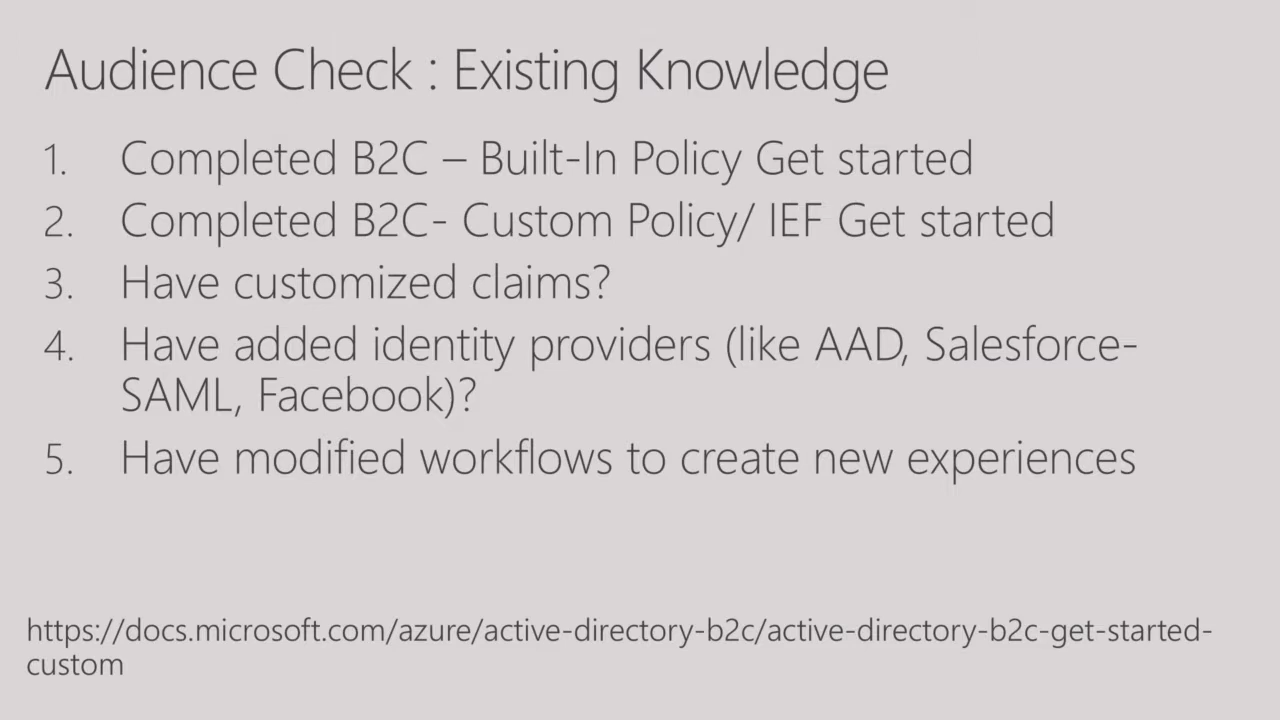 Audience Check : Existing Knowledge
1. Completed B2C – Built-In Policy Get started
2. Completed B2C- Custom Policy/ IEF Get started
3. Have customized claims?
4. Have added identity providers (like AAD, Salesforce-
SAML, Facebook)?
5. Have modified workflows to create new experiences
https://docs.microsoft.com/azure/active-directory-b2c/active-directory-b2c-get-started-
custom